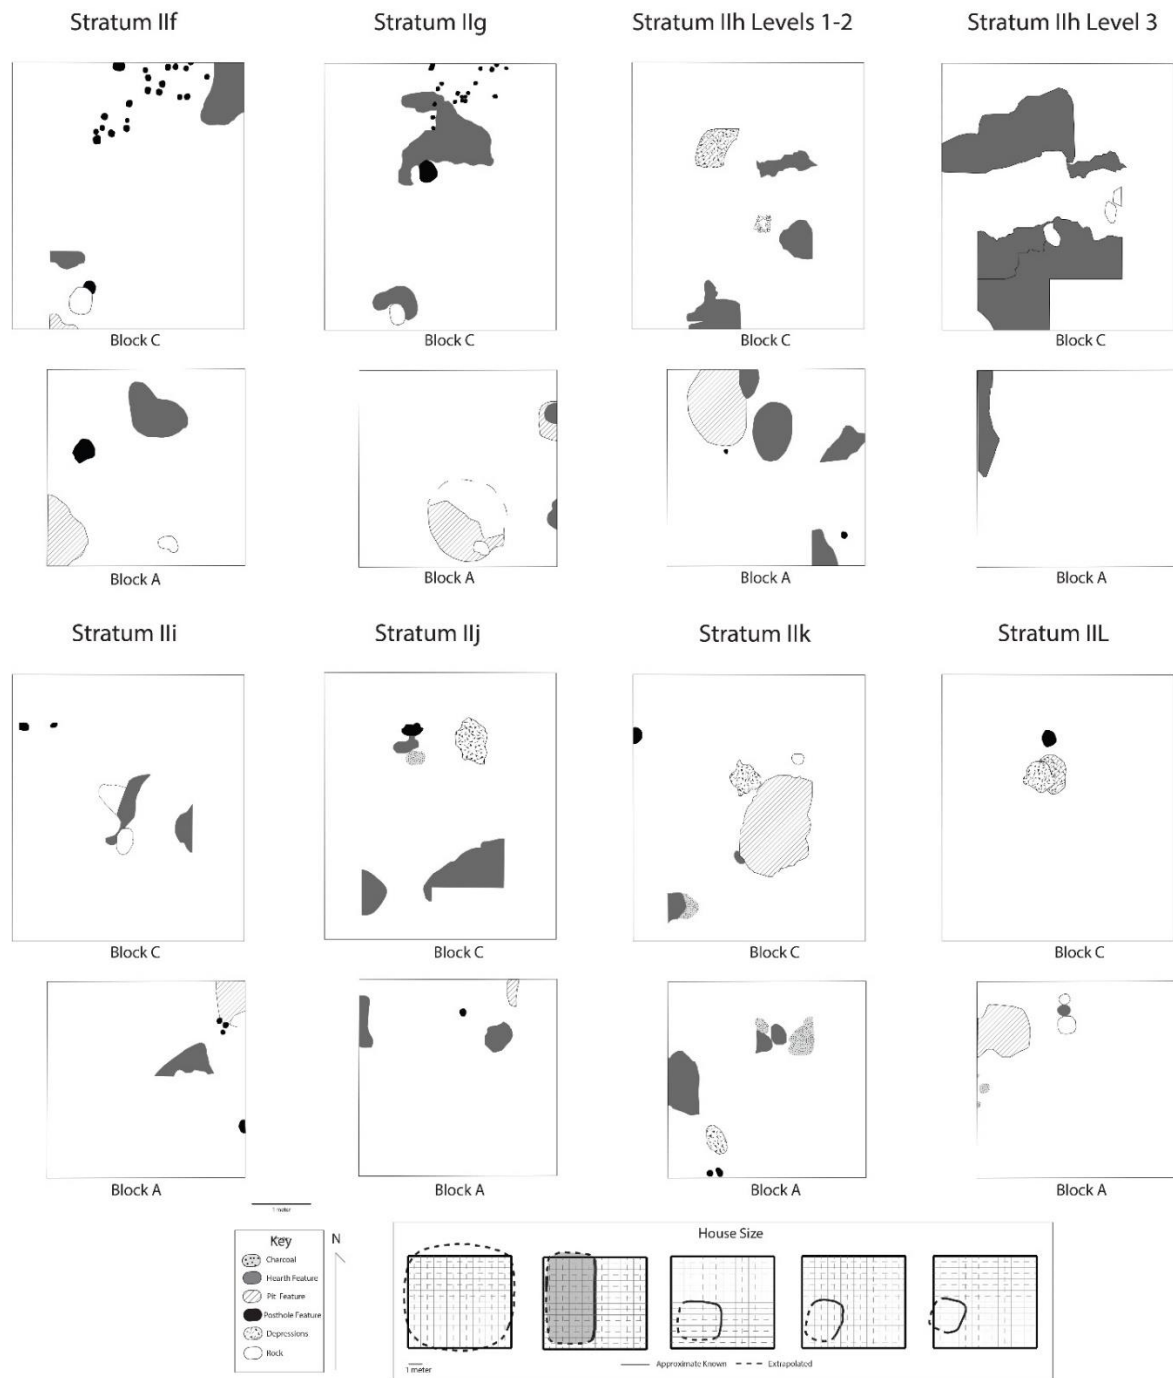 Stratum IIf
Stratum IIg
Stratum IIh Levels 1-2
Stratum IIh Level 3
Block C
Block C
Block C
Block C
Block A
Block A
Block A
Block A
Stratum IIi
Stratum IIj
Stratum IIk
Stratum IIL
Block C
Block C
Block C
Block C
Block A
Block A
Block A
Block A
1 meter
Key
Charcoal
Hearth Feature
Pit Feature
Posthole Feature
Depressions
Rock
N
House Size
1 meter
Approximate Known
Extrapolated